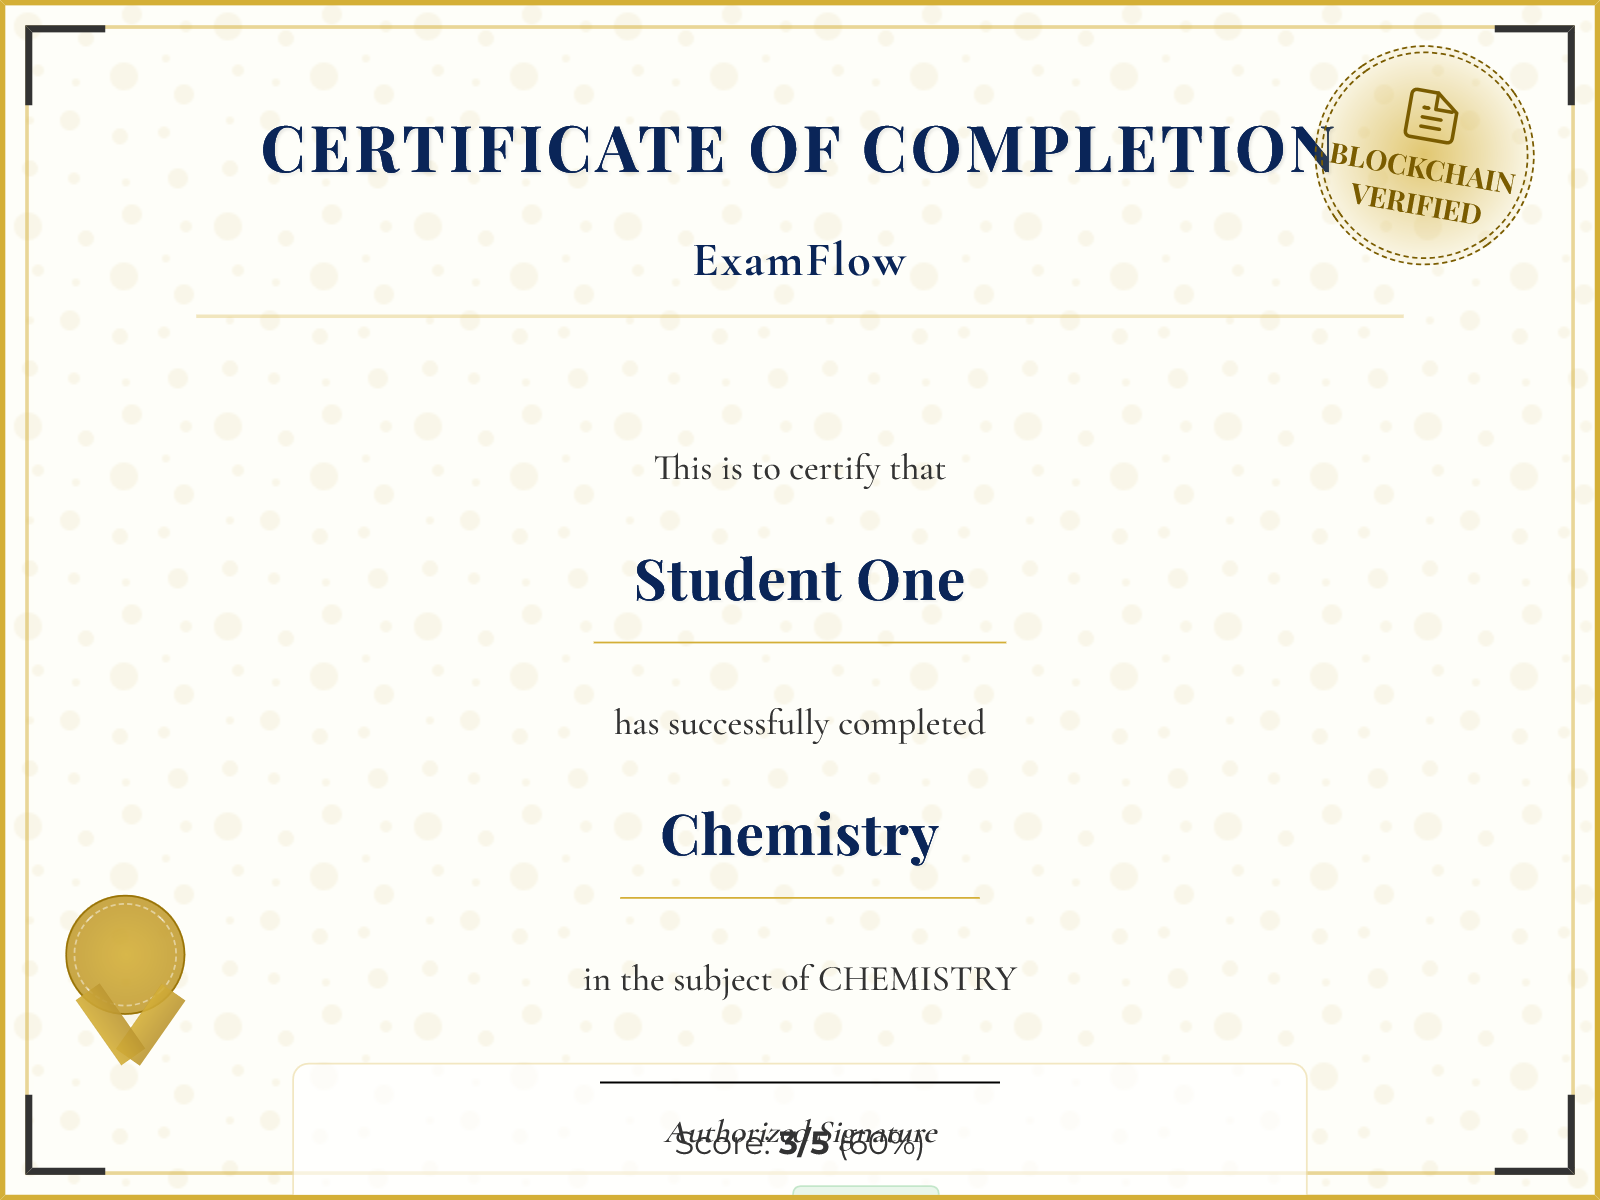 CERTIFICATE OF COMPLETION
BLOCKCHAIN
VERIFIED
ExamFlow
This is to certify that
Student One
has successfully completed
Chemistry
in the subject of CHEMISTRY
Authorized Signature
Score: 3/5 (60%)